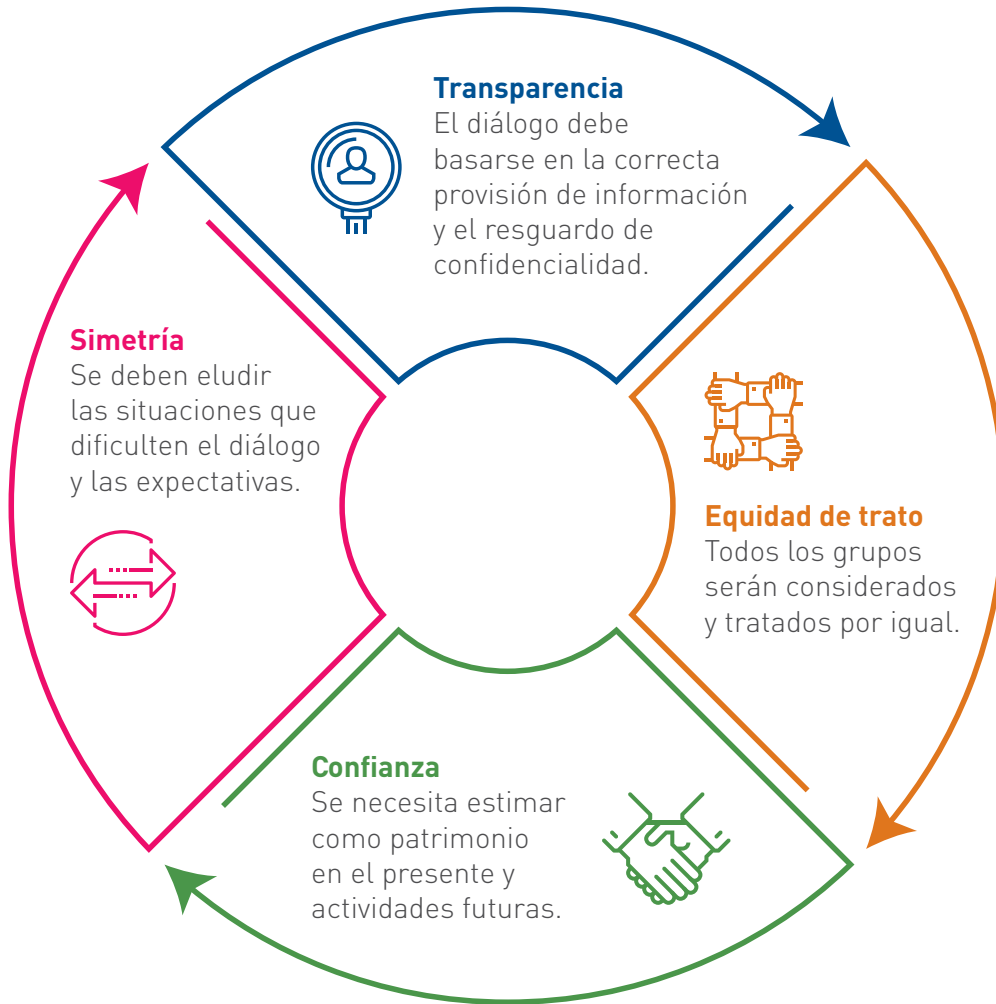 Transparencia
El diálogo debe
basarse en la correcta
provisión de información
y el resguardo de
confidencialidad.
Equidad de trato
Todos los grupos
serán considerados
y tratados por igual.
Confianza
Se necesita estimar
como patrimonio
en el presente y
actividades futuras.
Simetría
Se deben eludir
las situaciones que
dificulten el diálogo
y las expectativas.